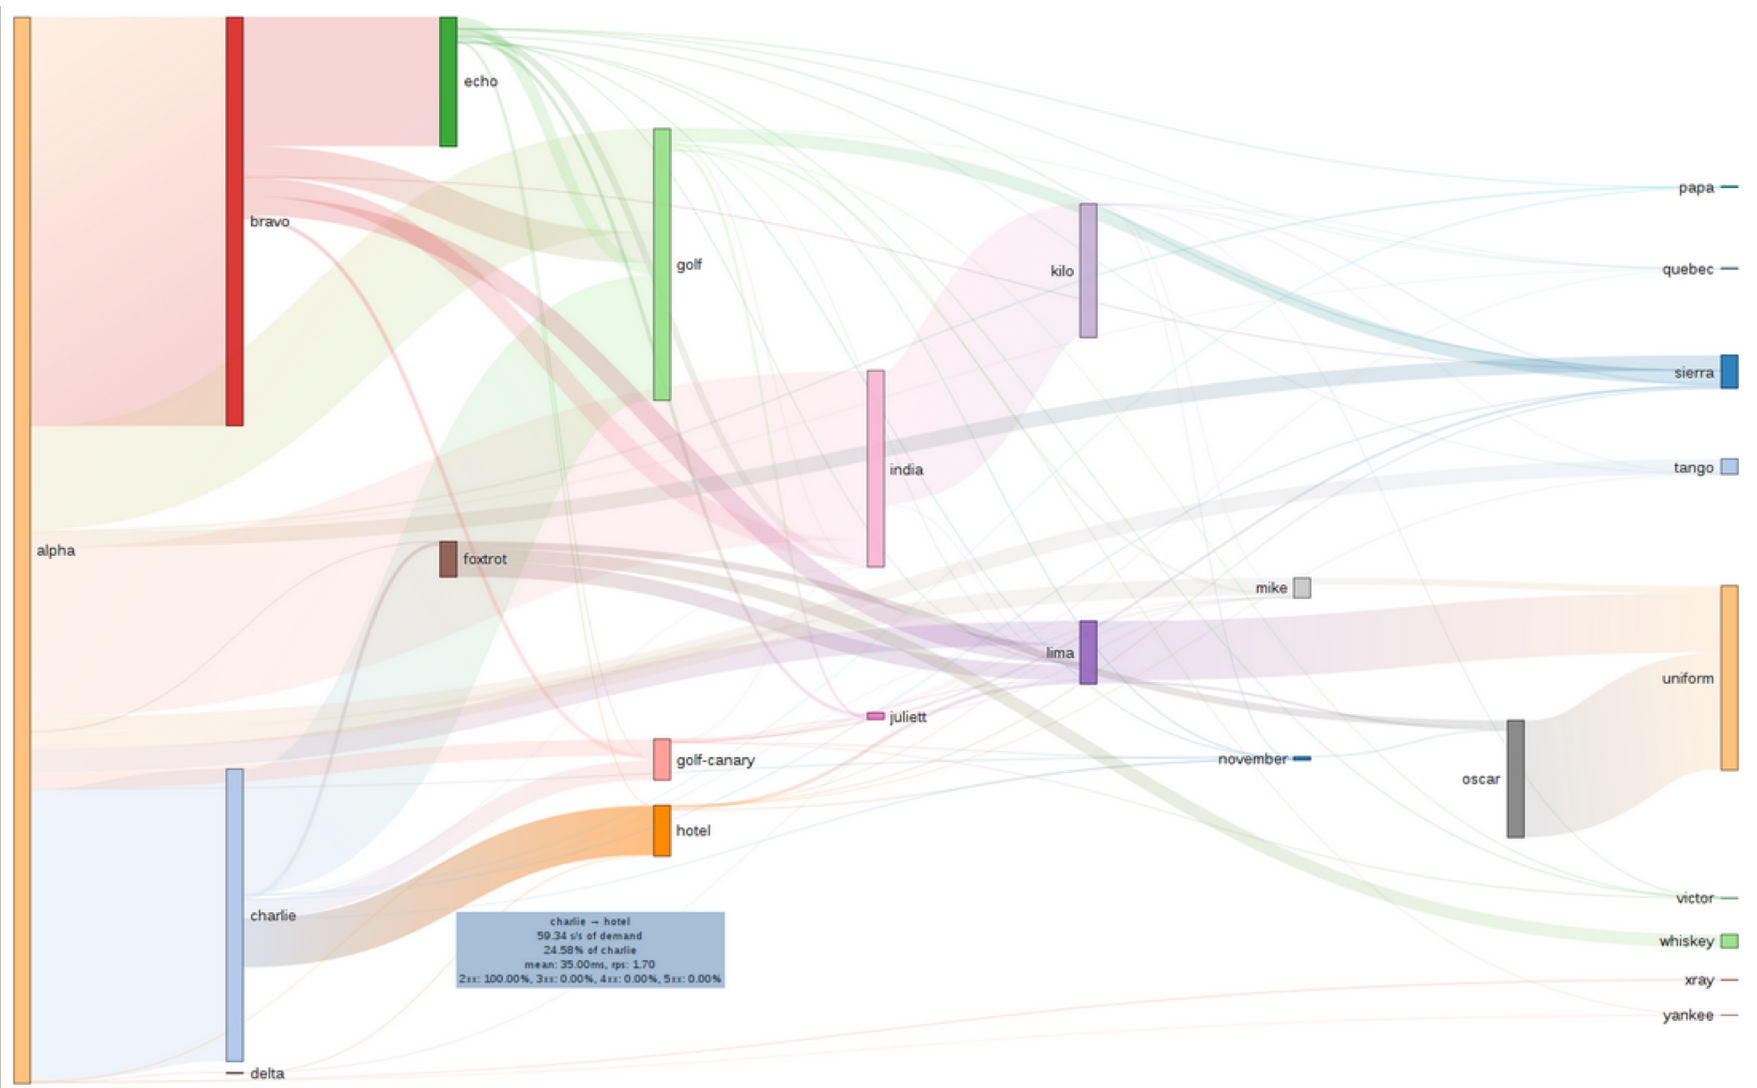 echo
papa
bravo
golf
quebec
kilo
sierra
tango
india
alpha
foxtrot
mike
lima
uniform
juliett
golf-canary
november
oscar
hotel
victor
charlie
charlie → hotel
59.34 s/s of demand
24.58% of charlie
mean: 35.00ms, rps: 1.70
2xx: 100.00%, 3xx: 0.00%, 4xx: 0.00%, 5xx: 0.00%
whiskey
xray
yankee
delta